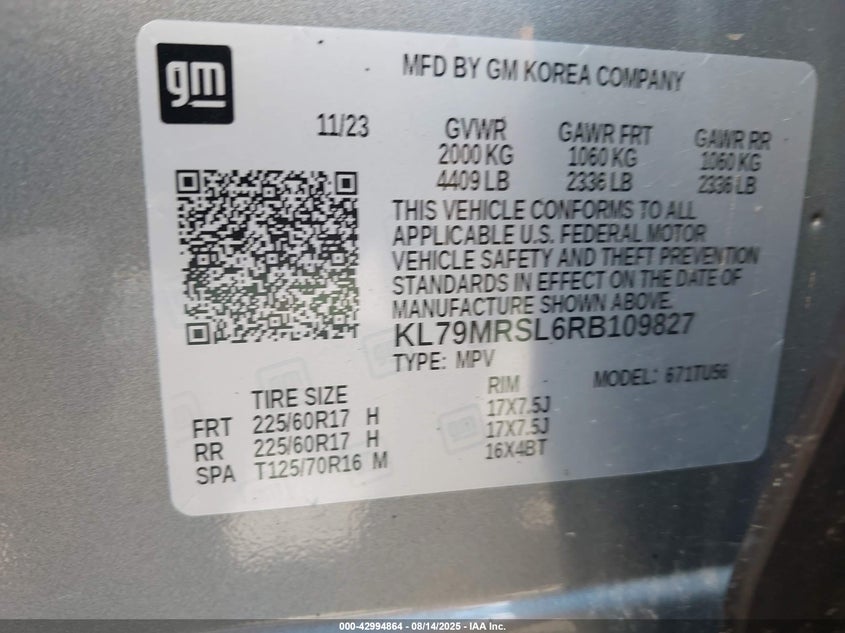 gm
MFD BY GM KOREA COMPANY
11/23
GVWR GAWR FRT GAWR RR
2000 KG 1060 KG 1060 KG
4409 LB 2336 LB 2336 LB
THIS VEHICLE CONFORMS TO ALL
APPLICABLE U.S. FEDERAL MOTOR
VEHICLE SAFETY AND THEFT PREVENTION
STANDARDS IN EFFECT ON THE DATE OF
MANUFACTURE SHOWN ABOVE.
KL79MRSL6RB109827
TYPE: MPV MODEL: 671TU56
TIRE SIZE RIM
FRT 225/60R17 H 17X7.5J
RR 225/60R17 H 17X7.5J
SPA T125/70R16 M 16X4BT
000-42994864 - 08/14/2025 - IAA Inc.